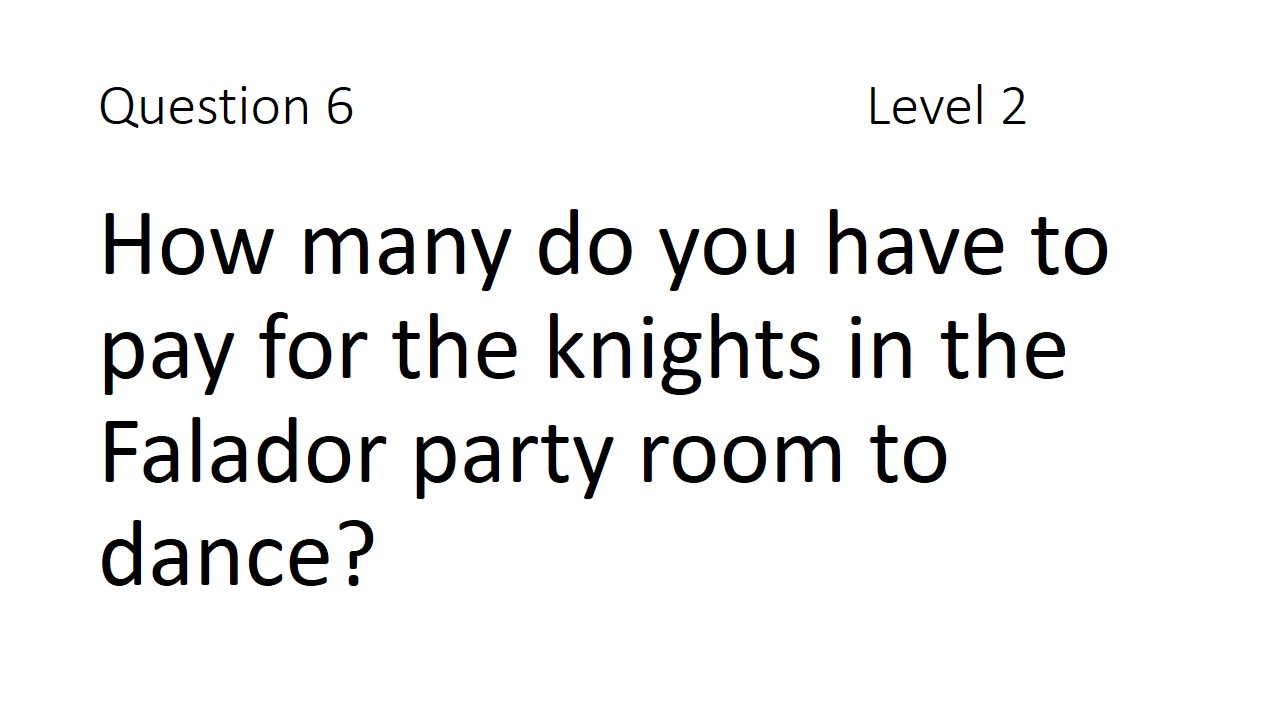 Question 6 Level 2
How many do you have to
pay for the knights in the
Falador party room to
dance?